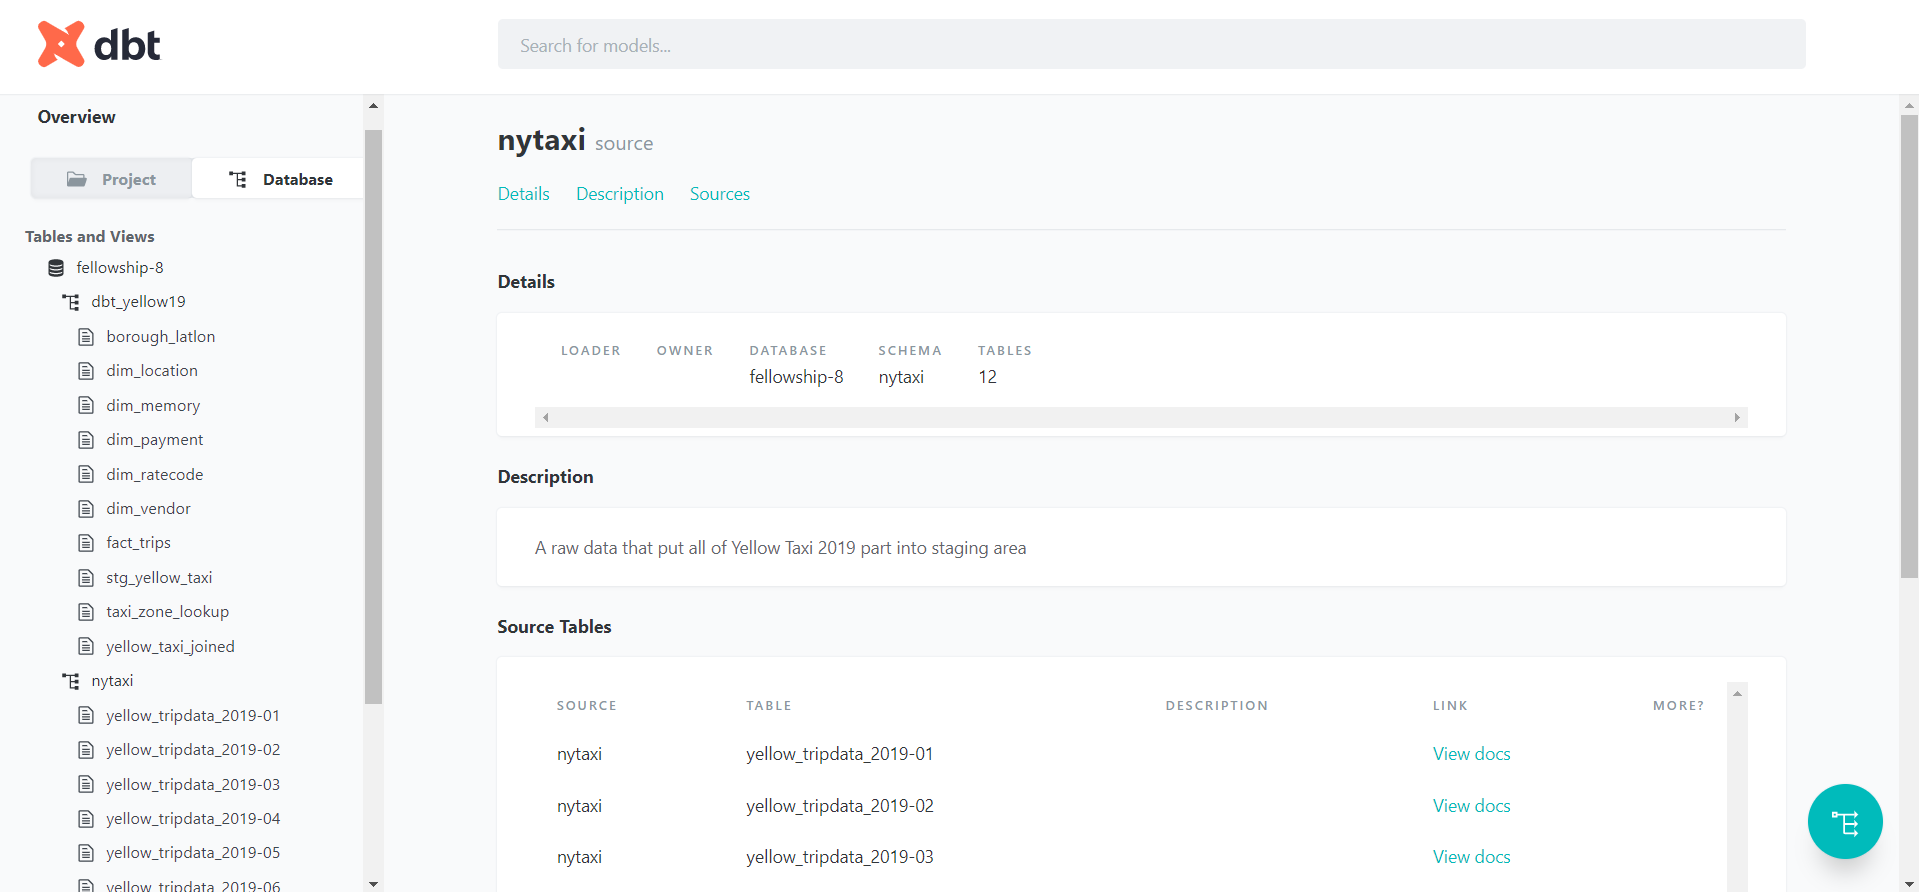 dbt
Search for models...
Overview
Project
Database
Tables and Views
fellowship-8
dbt_yellow19
borough_latlon
dim_location
dim_memory
dim_payment
dim_ratecode
dim_vendor
fact_trips
stg_yellow_taxi
taxi_zone_lookup
yellow_taxi_joined
nytaxi
yellow_tripdata_2019-01
yellow_tripdata_2019-02
yellow_tripdata_2019-03
yellow_tripdata_2019-04
yellow_tripdata_2019-05
yellow_tripdata_2019-06
nytaxi source
Details Description Sources
Details
LOADER OWNER DATABASE SCHEMA TABLES
fellowship-8 nytaxi 12
Description
A raw data that put all of Yellow Taxi 2019 part into staging area
Source Tables
SOURCE TABLE DESCRIPTION LINK MORE?
nytaxi yellow_tripdata_2019-01 View docs
nytaxi yellow_tripdata_2019-02 View docs
nytaxi yellow_tripdata_2019-03 View docs